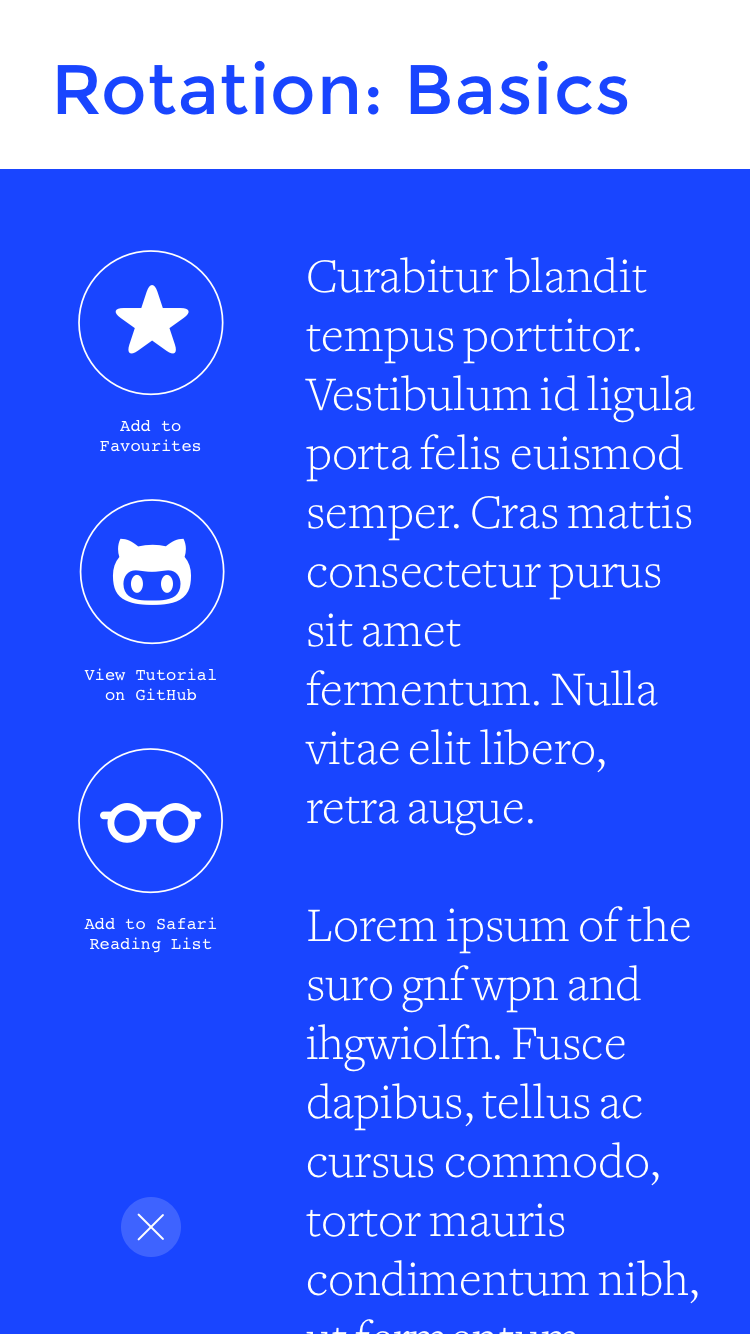 Rotation: Basics
Add to
Favourites
View Tutorial
on GitHub
Add to Safari
Reading List
Curabitur blandit
tempus porttitor.
Vestibulum id ligula
porta felis euismod
semper. Cras mattis
consectetur purus
sit amet
fermentum. Nulla
vitae elit libero,
retra augue.
Lorem ipsum of the
suro gnf wpn and
ihgwiolfn. Fusce
dapibus, tellus ac
cursus commodo,
tortor mauris
condimentum nibh,
ut fermentum